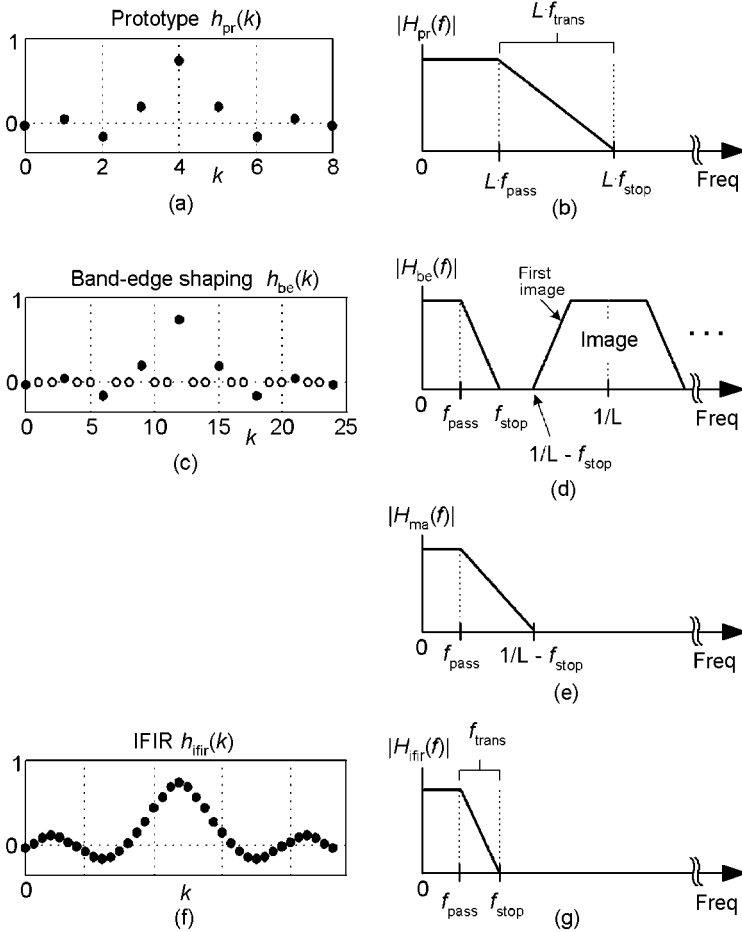 Prototype h_pr(k)
1
0
0 2 4 6 8
k
(a)
|H_pr(f)|
L·f_trans
0
L·f_pass L·f_stop
Freq
(b)
Band-edge shaping h_be(k)
1
0
0 5 10 15 20 25
k
(c)
|H_be(f)|
First
image
Image
...
0
f_pass f_stop 1/L
Freq
1/L - f_stop
(d)
|H_ma(f)|
0
f_pass 1/L - f_stop
Freq
(e)
IFIR h_ifir(k)
1
0
0
k
(f)
|H_ifir(f)|
f_trans
0
f_pass f_stop
Freq
(g)